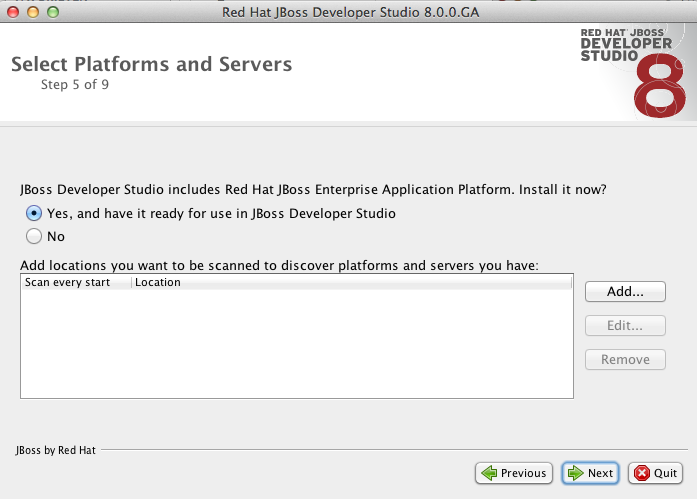 Red Hat JBoss Developer Studio 8.0.0.GA
RED HAT® JBOSS
DEVELOPER
STUDIO
8
Select Platforms and Servers
Step 5 of 9
JBoss Developer Studio includes Red Hat JBoss Enterprise Application Platform. Install it now?
Yes, and have it ready for use in JBoss Developer Studio
No
Add locations you want to be scanned to discover platforms and servers you have:
Scan every start Location
Add...
Edit...
Remove
JBoss by Red Hat
Previous Next Quit